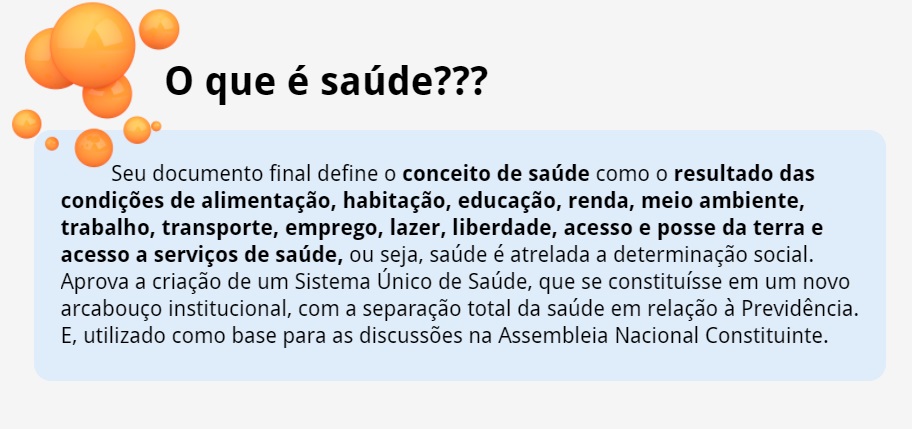 O que é saúde???
Seu documento final define o conceito de saúde como o resultado das
condições de alimentação, habitação, educação, renda, meio ambiente,
trabalho, transporte, emprego, lazer, liberdade, acesso e posse da terra e
acesso a serviços de saúde, ou seja, saúde é atrelada a determinação social.
Aprova a criação de um Sistema Único de Saúde, que se constituísse em um novo
arcabouço institucional, com a separação total da saúde em relação à Previdência.
E, utilizado como base para as discussões na Assembleia Nacional Constituinte.